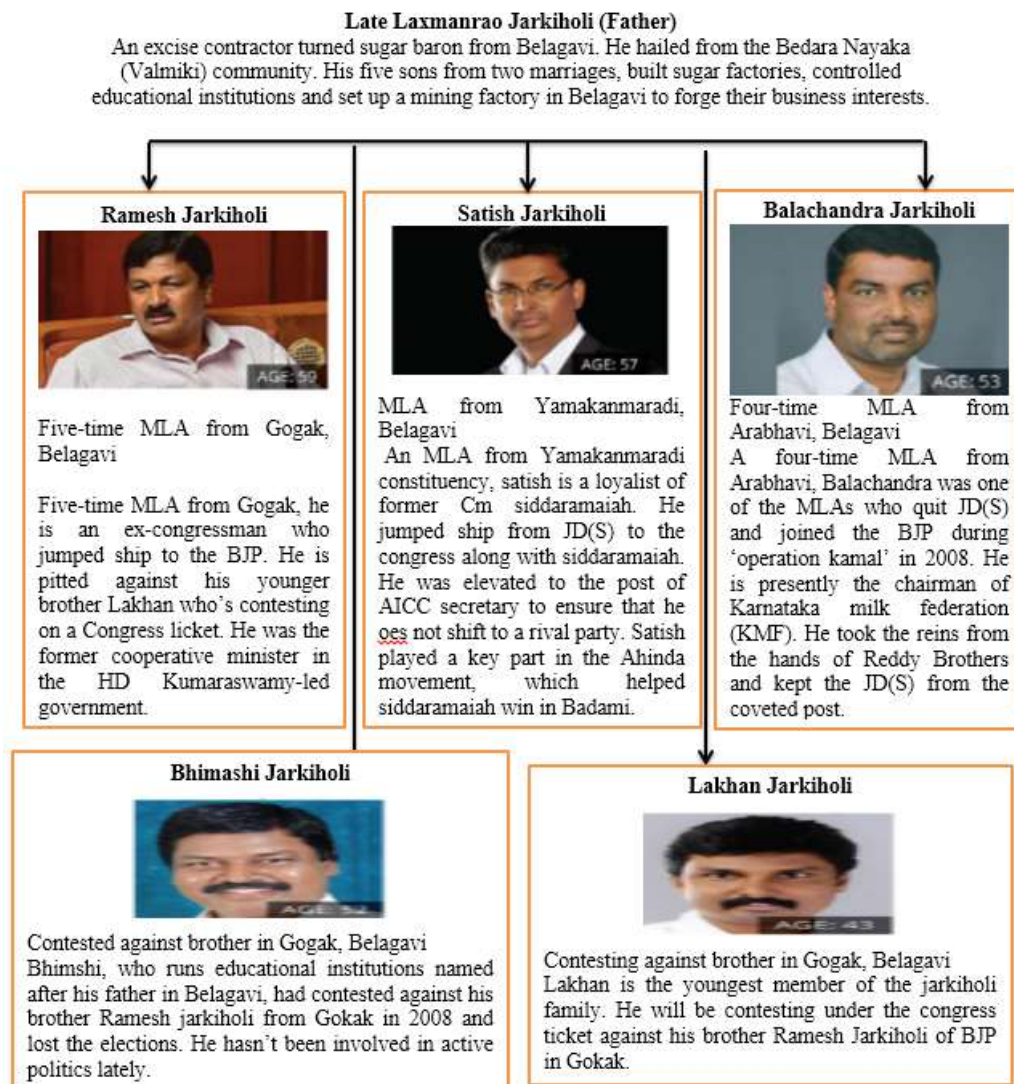 Late Laxmanrao Jarkiholi (Father)
An excise contractor turned sugar baron from Belagavi. He hailed from the Bedara Nayaka
(Valmiki) community. His five sons from two marriages, built sugar factories, controlled
educational institutions and set up a mining factory in Belagavi to forge their business interests.
Ramesh Jarkiholi
AGE: 59
Five-time MLA from Gogak,
Belagavi
Five-time MLA from Gogak, he
is an ex-congressman who
jumped ship to the BJP. He is
pitted against his younger
brother Lakhan who's contesting
on a Congress licket. He was the
former cooperative minister in
the HD Kumaraswamy-led
government.
Satish Jarkiholi
AGE: 57
MLA from Yamakanmaradi,
Belagavi
An MLA from Yamakanmaradi
constituency, satish is a loyalist of
former Cm siddaramaiah. He
jumped ship from JD(S) to the
congress along with siddaramaiah.
He was elevated to the post of
AICC secretary to ensure that he
oes not shift to a rival party. Satish
played a key part in the Ahinda
movement, which helped
siddaramaiah win in Badami.
Balachandra Jarkiholi
AGE: 53
Four-time MLA from
Arabhavi, Belagavi
A four-time MLA from
Arabhavi, Balachandra was one
of the MLAs who quit JD(S)
and joined the BJP during
‘operation kamal’ in 2008. He
is presently the chairman of
Karnataka milk federation
(KMF). He took the reins from
the hands of Reddy Brothers
and kept the JD(S) from the
coveted post.
Bhimashi Jarkiholi
AGE: 52
Contested against brother in Gogak, Belagavi
Bhimshi, who runs educational institutions named
after his father in Belagavi, had contested against his
brother Ramesh jarkiholi from Gokak in 2008 and
lost the elections. He hasn't been involved in active
politics lately.
Lakhan Jarkiholi
AGE: 43
Contesting against brother in Gogak, Belagavi
Lakhan is the youngest member of the jarkiholi
family. He will be contesting under the congress
ticket against his brother Ramesh Jarkiholi of BJP
in Gokak.